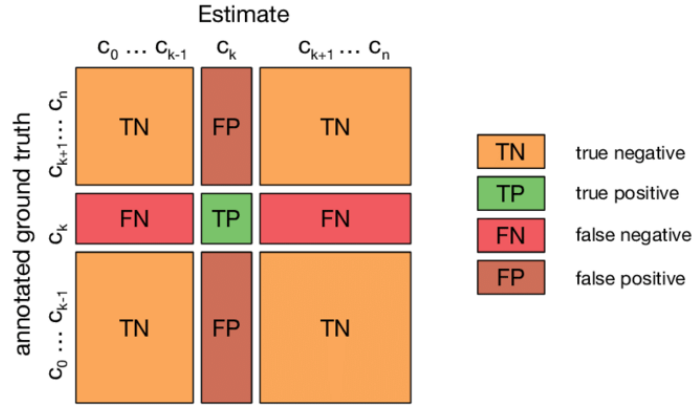 Estimate
c₀ … cₖ₋₁ cₖ cₖ₊₁ … cₙ
annotated ground truth
cₖ₊₁ … cₙ
cₖ
c₀ … cₖ₋₁
TN FP TN
FN TP FN
TN FP TN
TN true negative
TP true positive
FN false negative
FP false positive